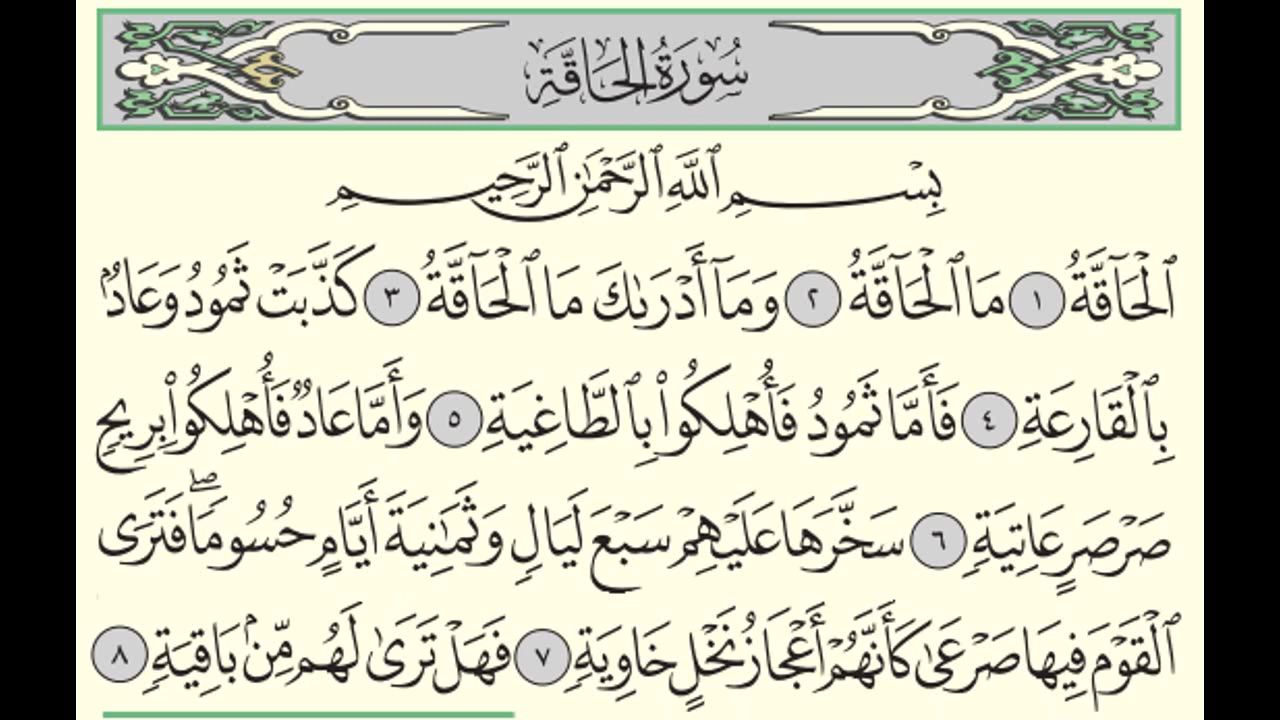 سُورَةُ الْحَاقَّةِ
بِسْمِ ٱللَّهِ ٱلرَّحْمَٰنِ ٱلرَّحِيمِ
ٱلْحَآقَّةُ ١ مَا ٱلْحَآقَّةُ ٢ وَمَآ أَدْرَىٰكَ مَا ٱلْحَآقَّةُ ٣ كَذَّبَتْ ثَمُودُ وَعَادُۢ
بِٱلْقَارِعَةِ ٤ فَأَمَّا ثَمُودُ فَأُهْلِكُوا۟ بِٱلطَّاغِيَةِ ٥ وَأَمَّا عَادٌ فَأُهْلِكُوا۟ بِرِيحٍ
صَرْصَرٍ عَاتِيَةٍ ٦ سَخَّرَهَا عَلَيْهِمْ سَبْعَ لَيَالٍ وَثَمَٰنِيَةَ أَيَّامٍ حُسُومًا ۖ فَتَرَى
ٱلْقَوْمَ فِيهَا صَرْعَىٰ كَأَنَّهُمْ أَعْجَازُ نَخْلٍ خَاوِيَةٍ ٧ فَهَلْ تَرَىٰ لَهُم مِّنۢ بَاقِيَةٍ ٨